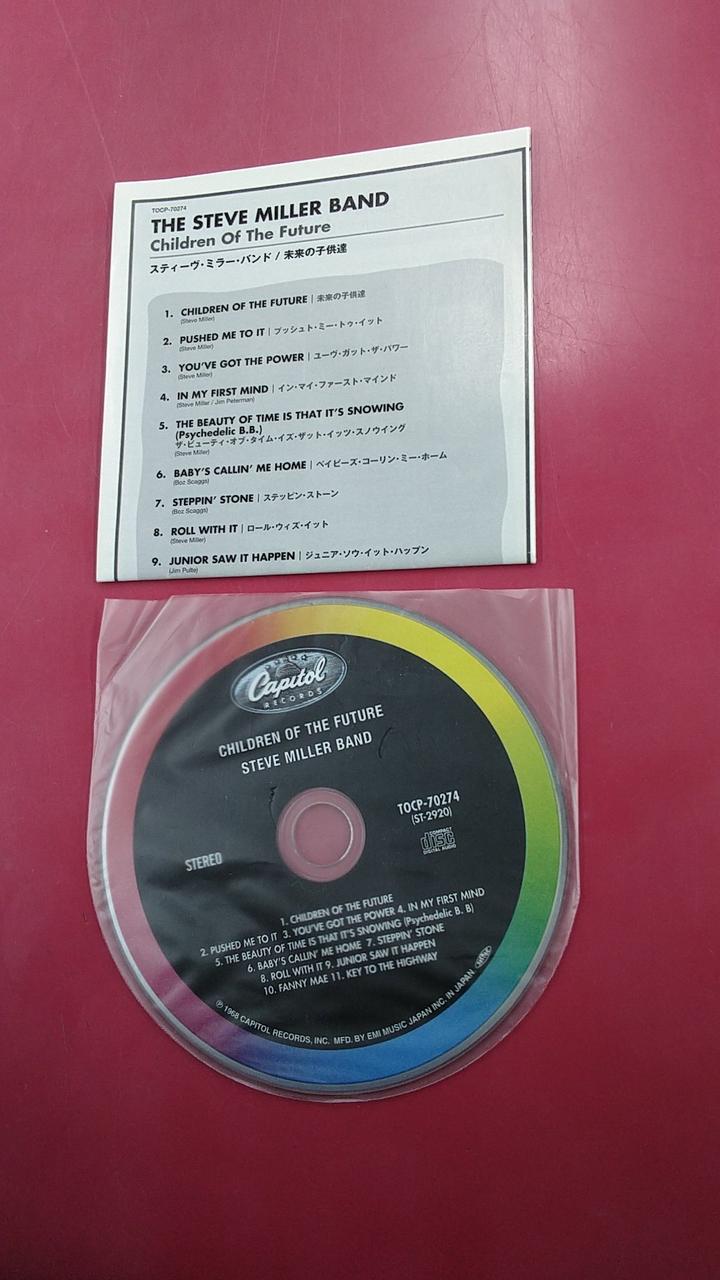 TOCP-70274
THE STEVE MILLER BAND
Children Of The Future
スティーヴ・ミラー・バンド / 未来の子供達
1. CHILDREN OF THE FUTURE | 未来の子供達
(Steve Miller)
2. PUSHED ME TO IT | プッシュト・ミー・トゥ・イット
(Steve Miller)
3. YOU'VE GOT THE POWER | ユーヴ・ガット・ザ・パワー
(Steve Miller)
4. IN MY FIRST MIND | イン・マイ・ファースト・マインド
(Steve Miller / Jim Peterman)
5. THE BEAUTY OF TIME IS THAT IT'S SNOWING
(Psychedelic B.B.)
ザ・ビューティ・オブ・タイム・イズ・ザット・イッツ・スノウイング
(Steve Miller)
6. BABY'S CALLIN' ME HOME | ベイビーズ・コーリン・ミー・ホーム
(Boz Scaggs)
7. STEPPIN' STONE | ステッピン・ストーン
(Boz Scaggs)
8. ROLL WITH IT | ロール・ウィズ・イット
(Steve Miller)
9. JUNIOR SAW IT HAPPEN | ジュニア・ソウ・イット・ハップン
(Jim Pulte)
Capitol
RECORDS
CHILDREN OF THE FUTURE
STEVE MILLER BAND
TOCP-70274
(ST-2920)
COMPACT
disc
DIGITAL AUDIO
STEREO
1. CHILDREN OF THE FUTURE
2. PUSHED ME TO IT 3. YOU'VE GOT THE POWER 4. IN MY FIRST MIND
5. THE BEAUTY OF TIME IS THAT IT'S SNOWING (Psychedelic B. B)
6. BABY'S CALLIN' ME HOME 7. STEPPIN' STONE
8. ROLL WITH IT 9. JUNIOR SAW IT HAPPEN
10. FANNY MAE 11. KEY TO THE HIGHWAY
℗ 1968 CAPITOL RECORDS, INC. MFD. BY EMI MUSIC JAPAN INC. IN JAPAN